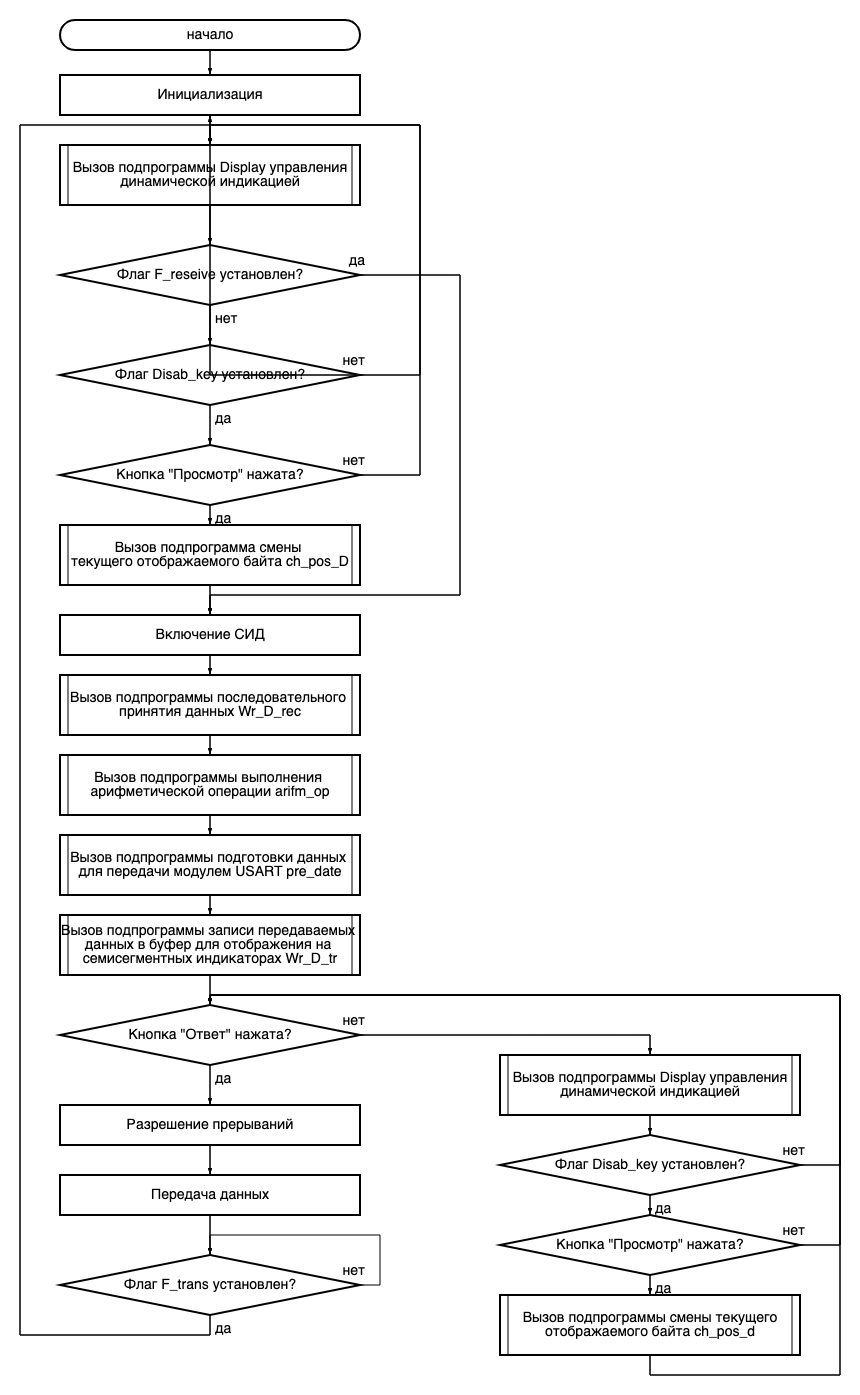 начало
Инициализация
Вызов подпрограммы Display управления
динамической индикацией
Флаг F_reseive установлен?
да
нет
Флаг Disab_key установлен?
нет
да
Кнопка "Просмотр" нажата?
нет
да
Вызов подпрограмма смены
текущего отображаемого байта ch_pos_D
Включение СИД
Вызов подпрограммы последовательного
принятия данных Wr_D_rec
Вызов подпрограммы выполнения
арифметической операции arifm_op
Вызов подпрограммы подготовки данных
для передачи модулем USART pre_date
Вызов подпрограммы записи передаваемых
данных в буфер для отображения на
семисегментных индикаторах Wr_D_tr
Кнопка "Ответ" нажата?
нет
да
Разрешение прерываний
Передача данных
Флаг F_trans установлен?
нет
да
Вызов подпрограммы Display управления
динамической индикацией
Флаг Disab_key установлен?
нет
да
Кнопка "Просмотр" нажата?
нет
да
Вызов подпрограммы смены текущего
отображаемого байта ch_pos_d